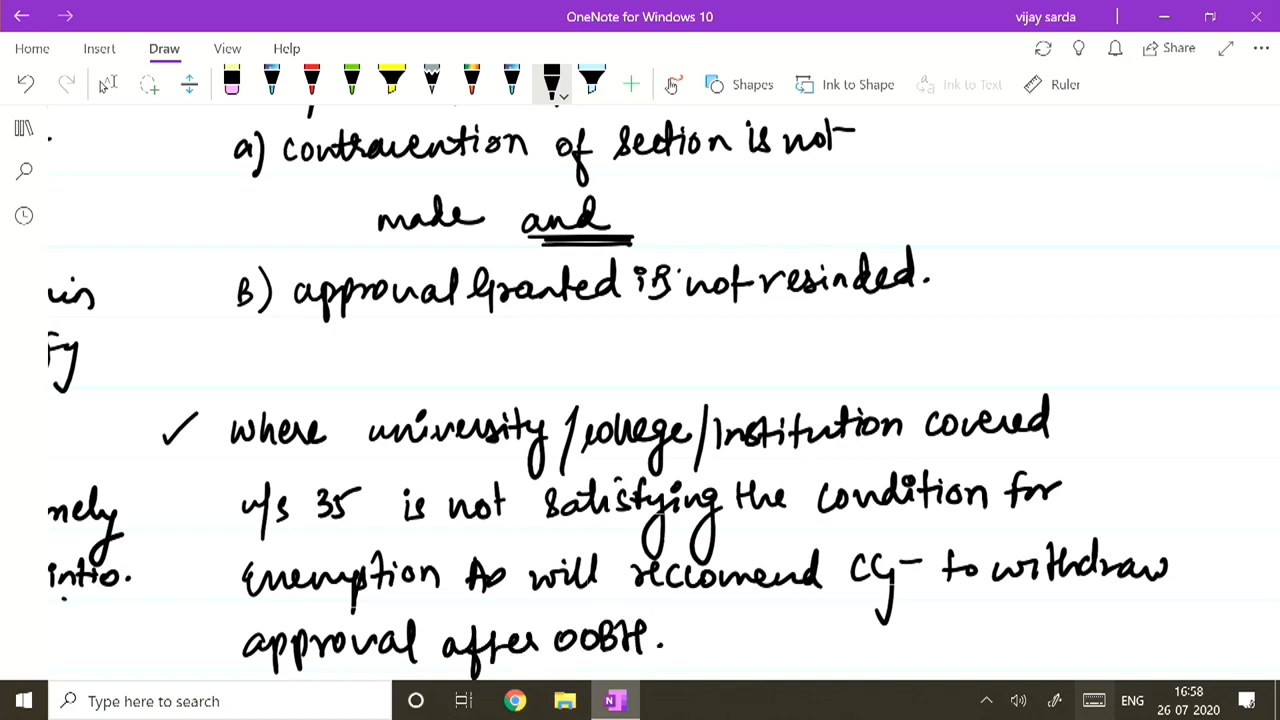 OneNote for Windows 10
vijay sarda
Home Insert Draw View Help
Share
Shapes
Ink to Shape
Ink to Text
Ruler
a) contravention of section is not
made and
B) approval Granted is not resinded.
where university/college/institution covered
u/s 35 is not satisfying the condition for
mely
exemption Ao will reccomend CG to withdraw
intio.
approval after OOBH.
Type here to search
ENG
16:58
26-07-2020